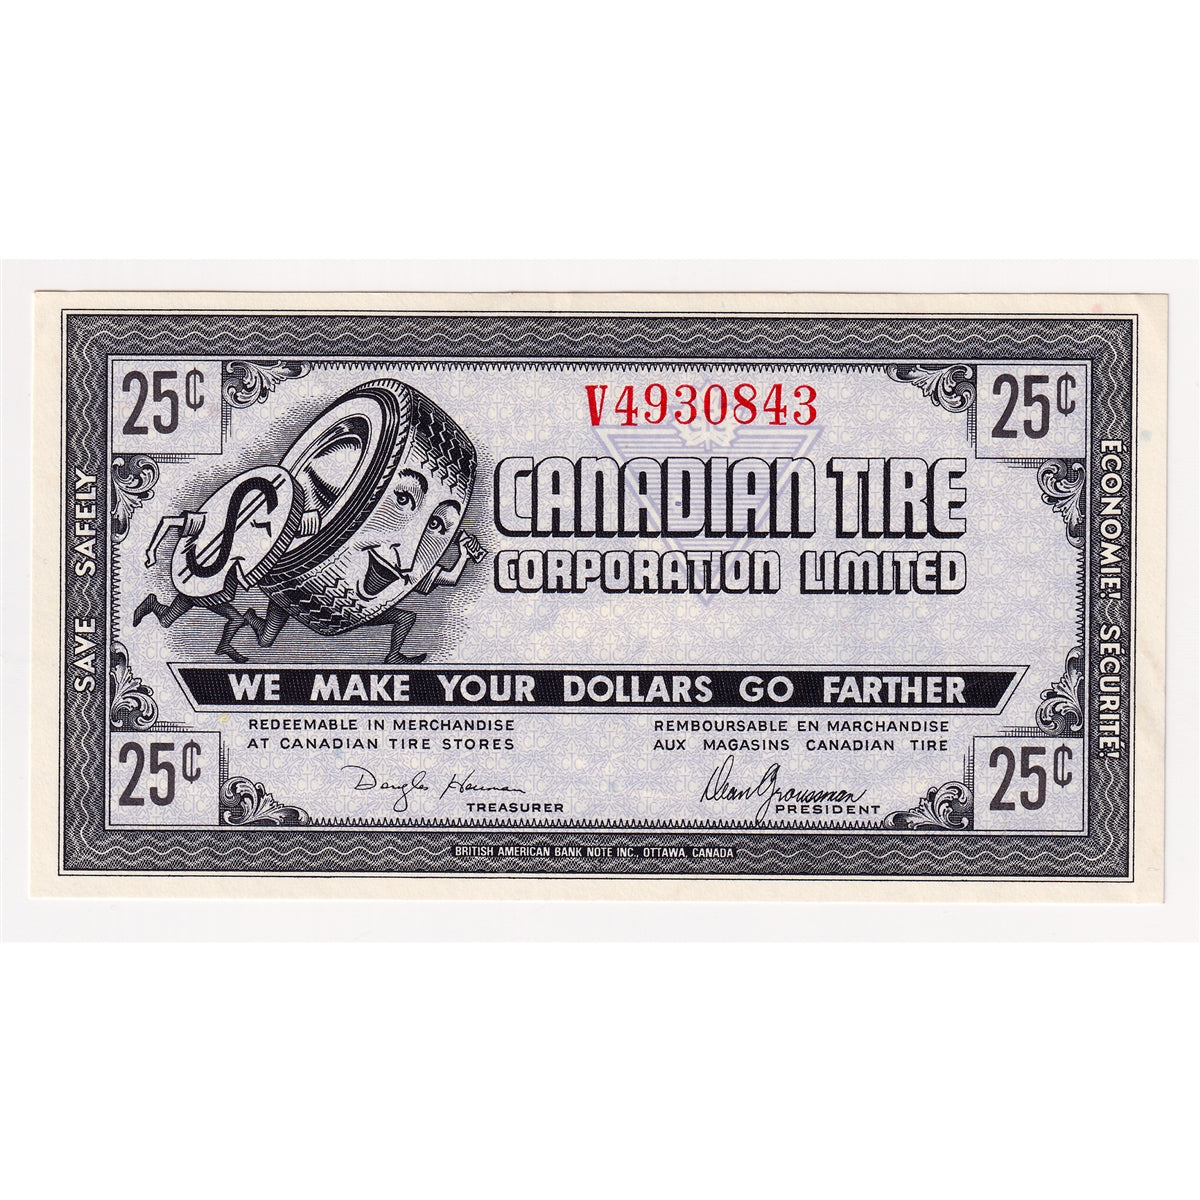 25¢
V4930843
25¢
CANADIAN TIRE
CORPORATION LIMITED
SAVE SAFELY
ÉCONOMIE! SÉCURITÉ!
$
WE MAKE YOUR DOLLARS GO FARTHER
REDEEMABLE IN MERCHANDISE
AT CANADIAN TIRE STORES
REMBOURSABLE EN MARCHANDISE
AUX MAGASINS CANADIAN TIRE
25¢
Dean Groussman
25¢
TREASURER
PRESIDENT
BRITISH AMERICAN BANK NOTE INC., OTTAWA, CANADA